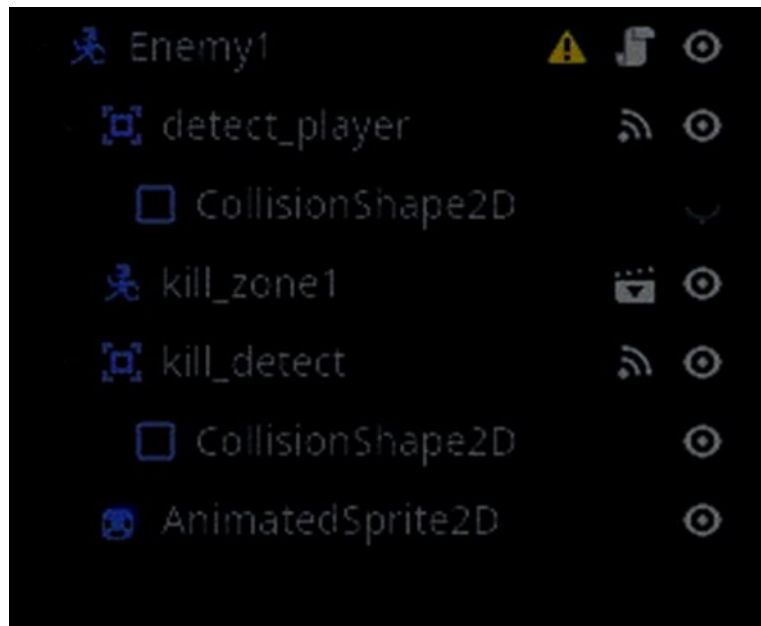 Enemy1
detect_player
CollisionShape2D
kill_zone1
kill_detect
CollisionShape2D
AnimatedSprite2D